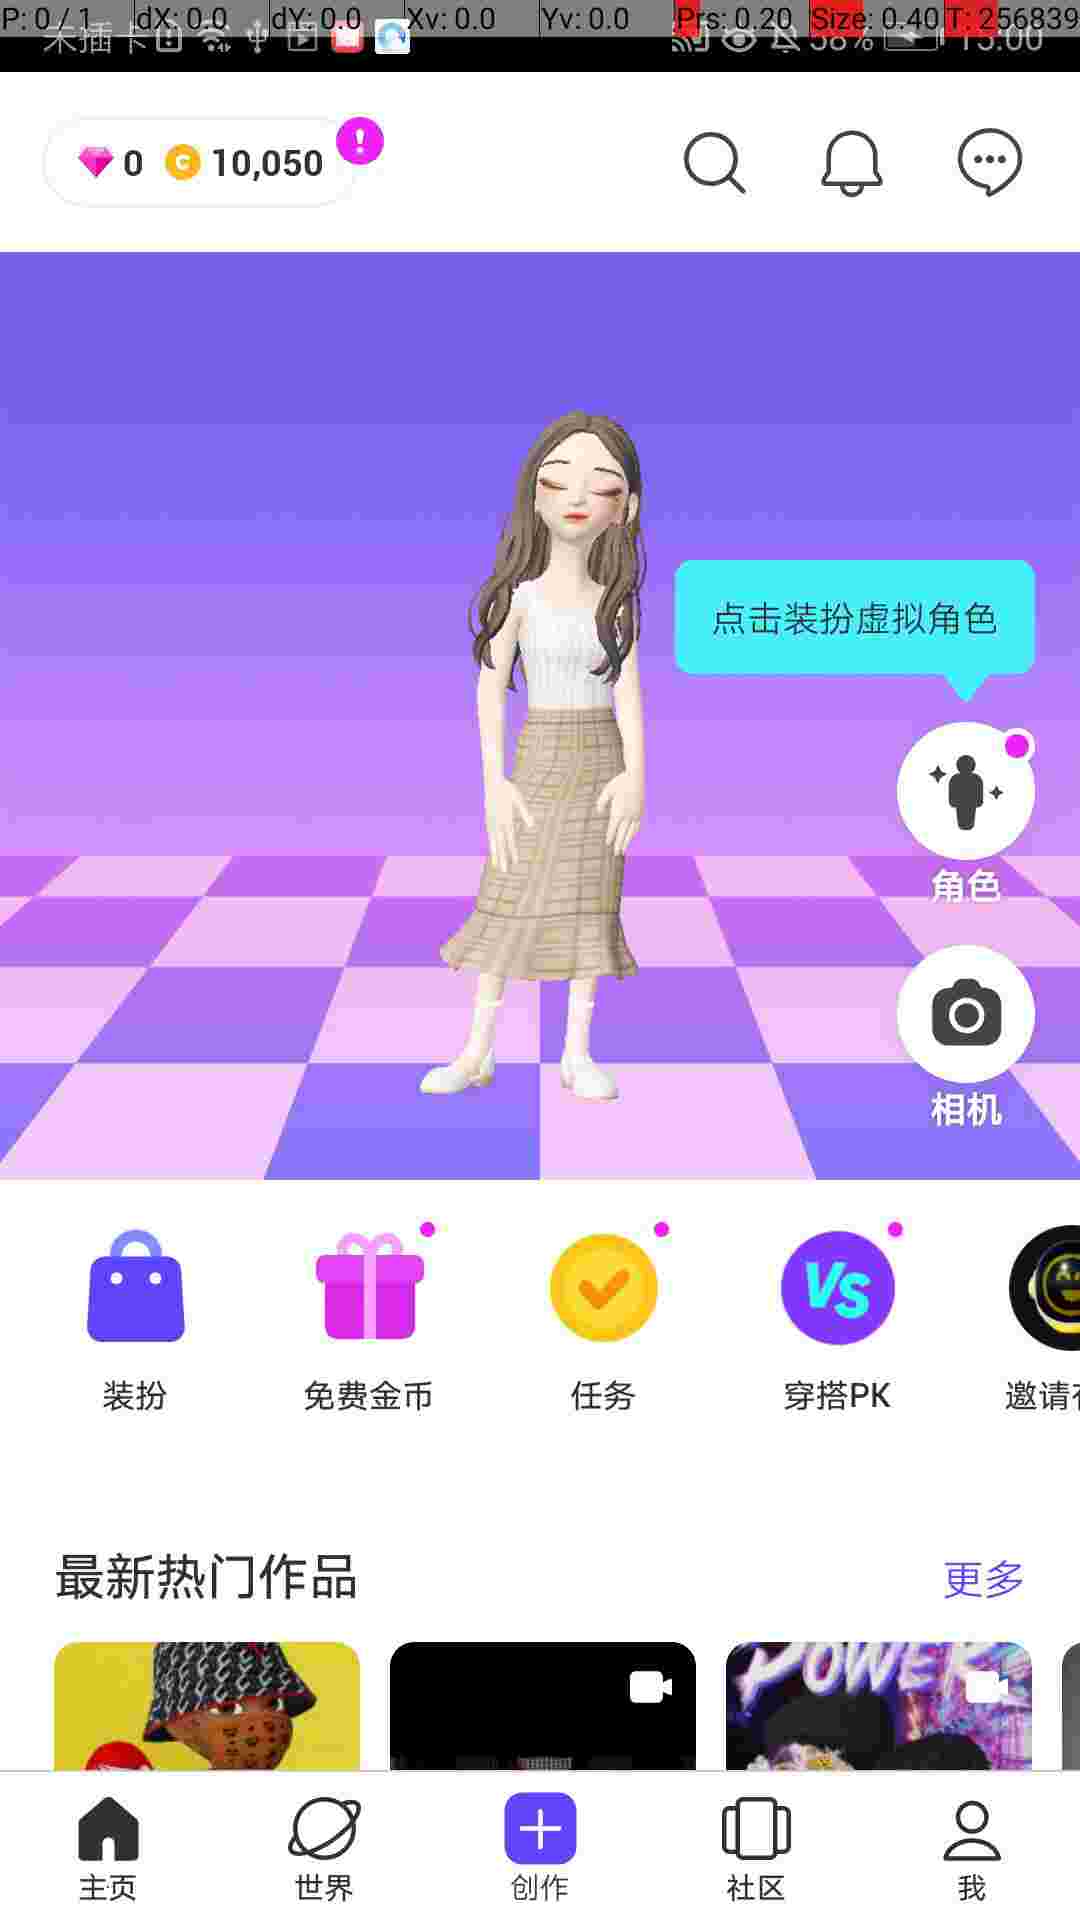 P: 0 / 1 dX: 0.0 dY: 0.0 Xv: 0.0 Yv: 0.0 Prs: 0.20 Size: 0.40 T: 256839
未插卡 58% 15:00
0 10,050
点击装扮虚拟角色
角色
相机
装扮 免费金币 任务 穿搭PK 邀请
最新热门作品 更多
POWER
主页 世界 创作 社区 我